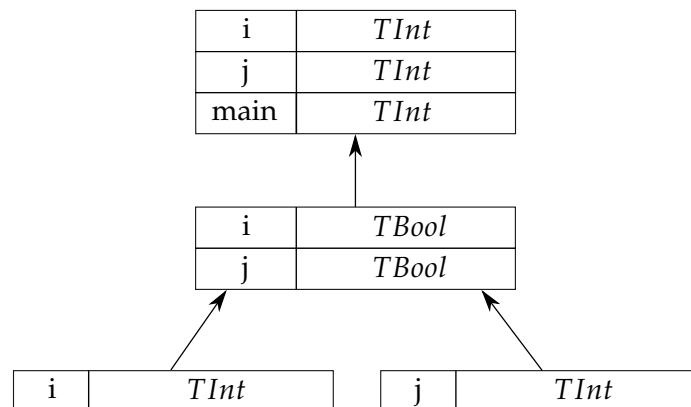 i TInt
j TInt
main TInt
i TBool
j TBool
i TInt j TInt